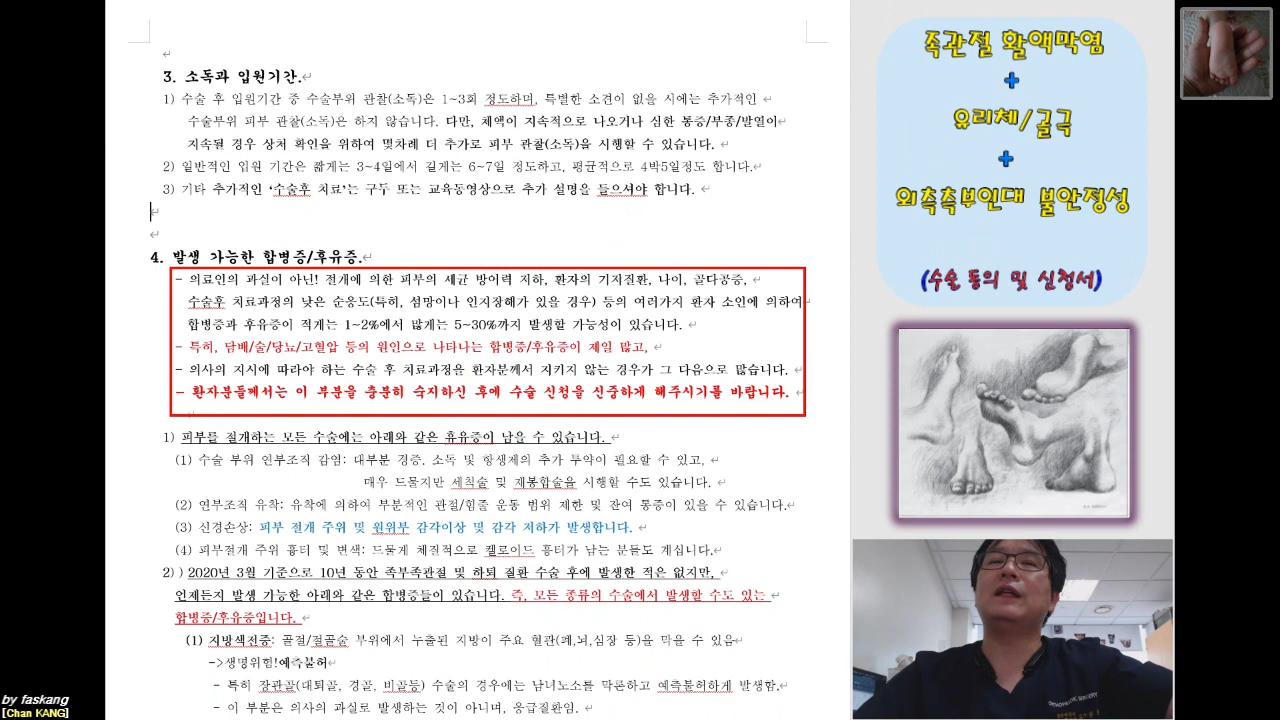 3. 소독과 입원기간.
1) 수술 후 입원기간 중 수술부위 관찰(소독)은 1~3회 정도하며, 특별한 소견이 없을 시에는 추가적인
수술부위 피부 관찰(소독)은 하지 않습니다. 다만, 체액이 지속적으로 나오거나 심한 통증/부종/발열이
지속될 경우 상처 확인을 위하여 몇차례 더 추가로 피부 관찰(소독)을 시행할 수 있습니다.
2) 일반적인 입원 기간은 짧게는 3~4일에서 길게는 6~7일 정도하고, 평균적으로 4박5일정도 합니다.
3) 기타 추가적인 ‘수술후 치료’는 구두 또는 교육동영상으로 추가 설명을 들으셔야 합니다.
4. 발생 가능한 합병증/후유증.
- 의료인의 과실이 아닌! 절개에 의한 피부의 세균 방어력 저하, 환자의 기저질환, 나이, 골다공증,
수술후 치료과정의 낮은 순응도(특히, 섬망이나 인지장해가 있을 경우) 등의 여러가지 환자 소인에 의하여
합병증과 후유증이 적게는 1~2%에서 많게는 5~30%까지 발생할 가능성이 있습니다.
- 특히, 담배/술/당뇨/고혈압 등의 원인으로 나타나는 합병증/후유증이 제일 많고,
- 의사의 지시에 따라야 하는 수술 후 치료과정을 환자분께서 지키지 않는 경우가 그 다음으로 많습니다.
- 환자분들께서는 이 부분을 충분히 숙지하신 후에 수술 신청을 신중하게 해주시기를 바랍니다.
1) 피부를 절개하는 모든 수술에는 아래와 같은 휴유증이 남을 수 있습니다.
(1) 수술 부위 연부조직 감염: 대부분 경증. 소독 및 항생제의 추가 투약이 필요할 수 있고,
매우 드물지만 세척술 및 재봉합술을 시행할 수도 있습니다.
(2) 연부조직 유착: 유착에 의하여 부분적인 관절/힘줄 운동 범위 제한 및 잔여 통증이 있을 수 있습니다.
(3) 신경손상: 피부 절개 주위 및 원위부 감각이상 및 감각 저하가 발생합니다.
(4) 피부절개 주위 흉터 및 변색: 드물게 체질적으로 켈로이드 흉터가 남는 분들도 계십니다.
2) ) 2020년 3월 기준으로 10년 동안 족부족관절 및 하퇴 질환 수술 후에 발생한 적은 없지만,
언제든지 발생 가능한 아래와 같은 합병증들이 있습니다. 즉, 모든 종류의 수술에서 발생할 수도 있는
합병증/후유증입니다.
(1) 지방색전증: 골절/절골술 부위에서 누출된 지방이 주요 혈관(폐,뇌,심장 등)을 막을 수 있음
->생명위험!예측불허
- 특히 장관골(대퇴골, 경골, 비골등) 수술의 경우에는 남녀노소를 막론하고 예측불허하게 발생함.
- 이 부분은 의사의 과실로 발생하는 것이 아니며, 응급질환임.
족관절 활액막염
+
유리체/골극
+
외측측부인대 불안정성
(수술 동의 및 신청서)
ORTHOPAEDIC SURGERY
by faskang
[Chan KANG]